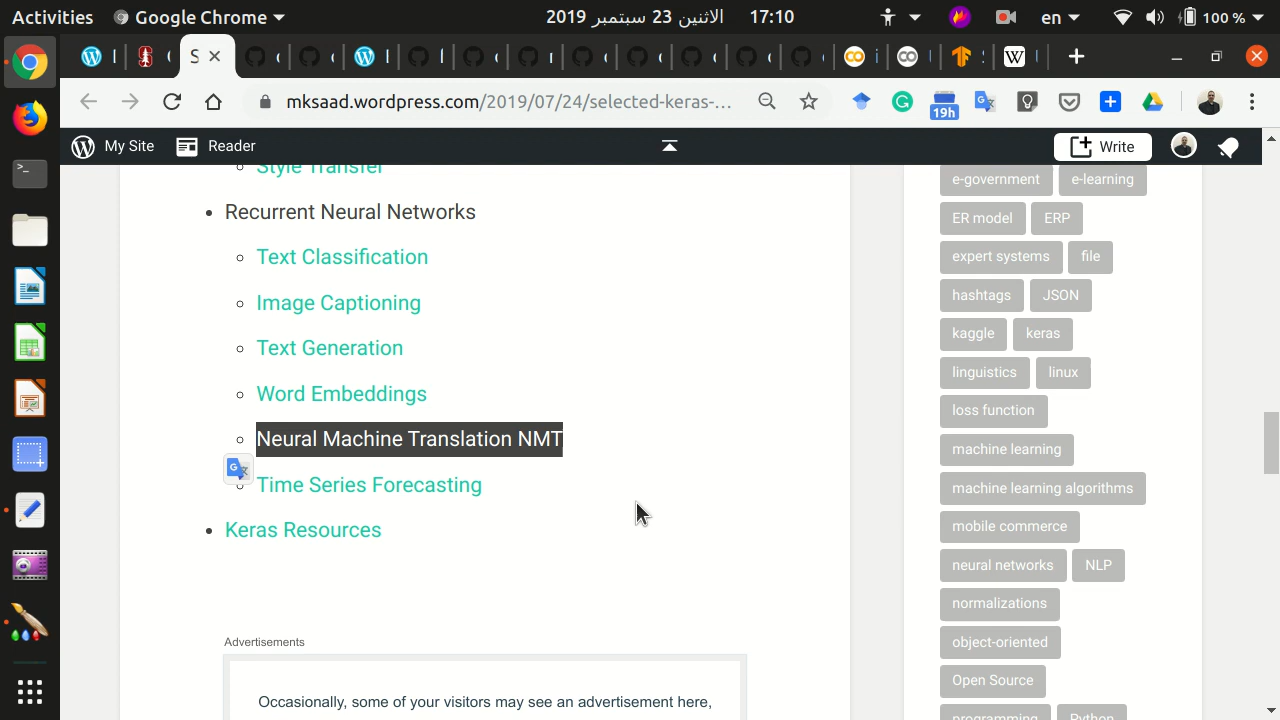 Activities Google Chrome الاثنين 23 سبتمبر 2019 17:10 en 100 %
mksaad.wordpress.com/2019/07/24/selected-keras-...
19h
My Site Reader Write
Style Transfer
Recurrent Neural Networks
Text Classification
Image Captioning
Text Generation
Word Embeddings
Neural Machine Translation NMT
Time Series Forecasting
Keras Resources
Advertisements
Occasionally, some of your visitors may see an advertisement here,
e-government e-learning
ER model ERP
expert systems file
hashtags JSON
kaggle keras
linguistics linux
loss function
machine learning
machine learning algorithms
mobile commerce
neural networks NLP
normalizations
object-oriented
Open Source
programming Python